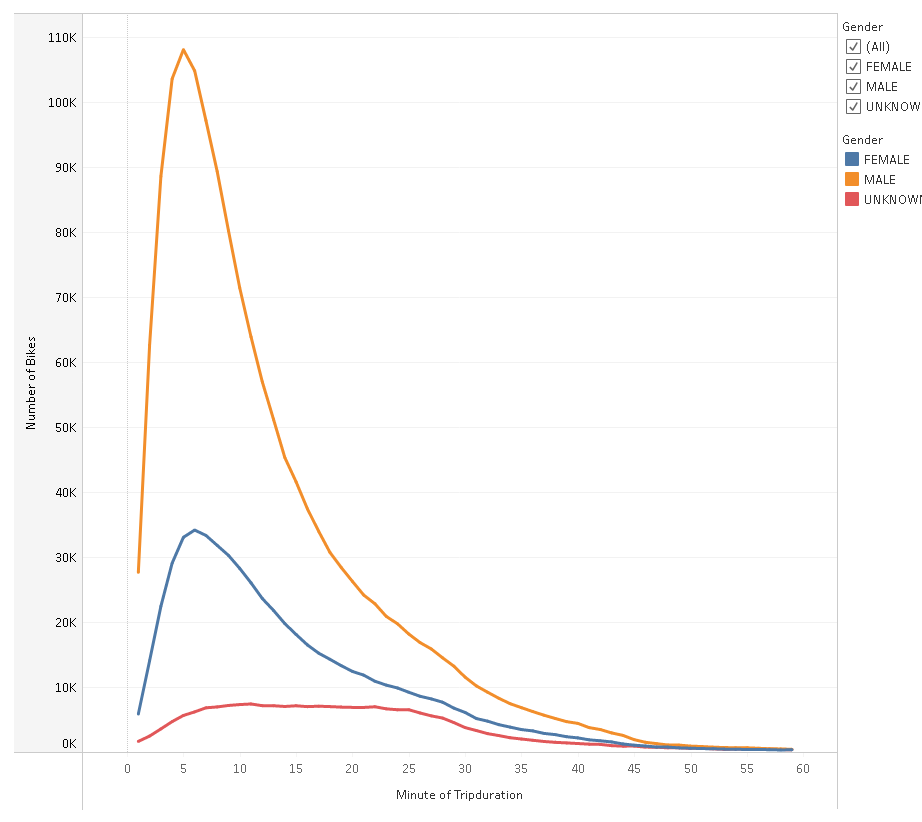 Gender
(All)
FEMALE
MALE
UNKNOW
Gender
FEMALE
MALE
UNKNOWN
110K
100K
90K
80K
70K
60K
50K
40K
30K
20K
10K
0K
Number of Bikes
0 5 10 15 20 25 30 35 40 45 50 55 60
Minute of Tripduration